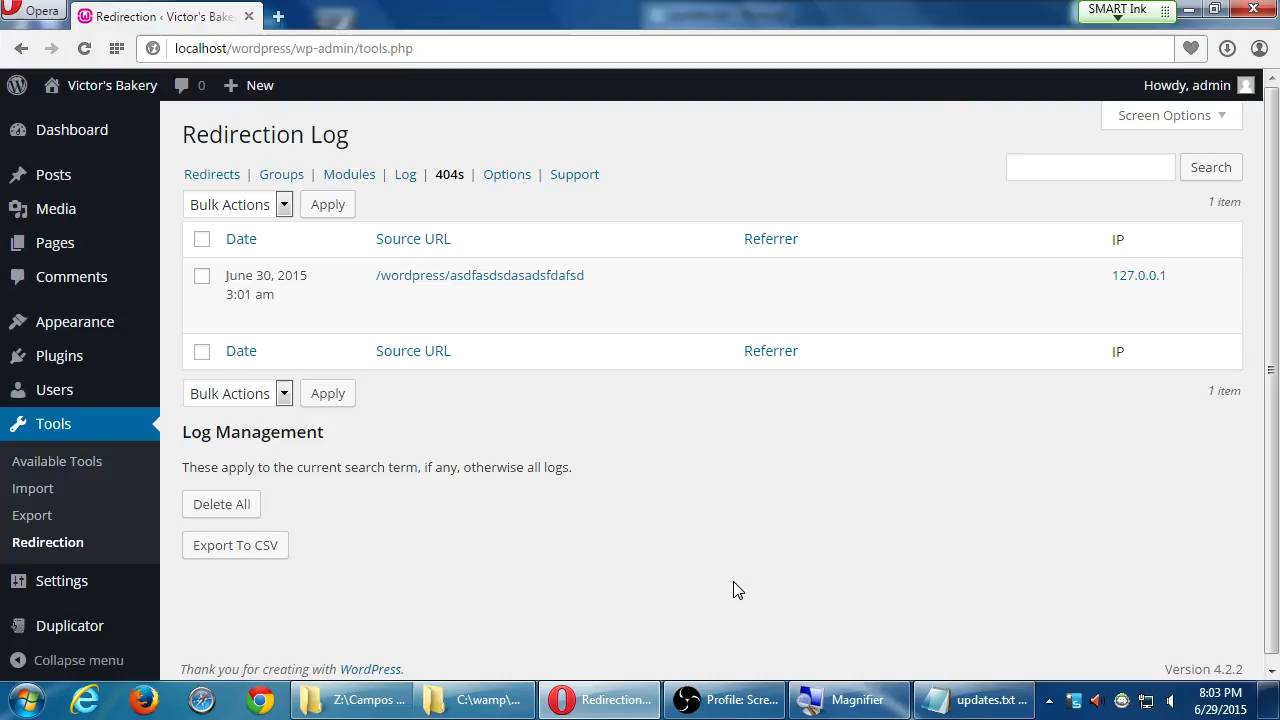 Opera
Redirection ‹ Victor's Bake
SMART Ink
localhost/wordpress/wp-admin/tools.php
Victor's Bakery
0
New
Howdy, admin
Screen Options
Redirection Log
Dashboard
Redirects | Groups | Modules | Log | 404s | Options | Support
Search
Posts
Bulk Actions
Apply
1 item
Media
Date
Source URL
Referrer
IP
Pages
Comments
June 30, 2015
3:01 am
/wordpress/asdfasdsdasadsfdafsd
127.0.0.1
Appearance
Plugins
Date
Source URL
Referrer
IP
Users
Bulk Actions
Apply
1 item
Tools
Log Management
Available Tools
These apply to the current search term, if any, otherwise all logs.
Import
Delete All
Export
Redirection
Export To CSV
Settings
Duplicator
Collapse menu
Thank you for creating with WordPress.
Version 4.2.2
Z:\Campos ...
C:\wamp\...
Redirection...
Profile: Scre...
Magnifier
updates.txt ...
8:03 PM
6/29/2015